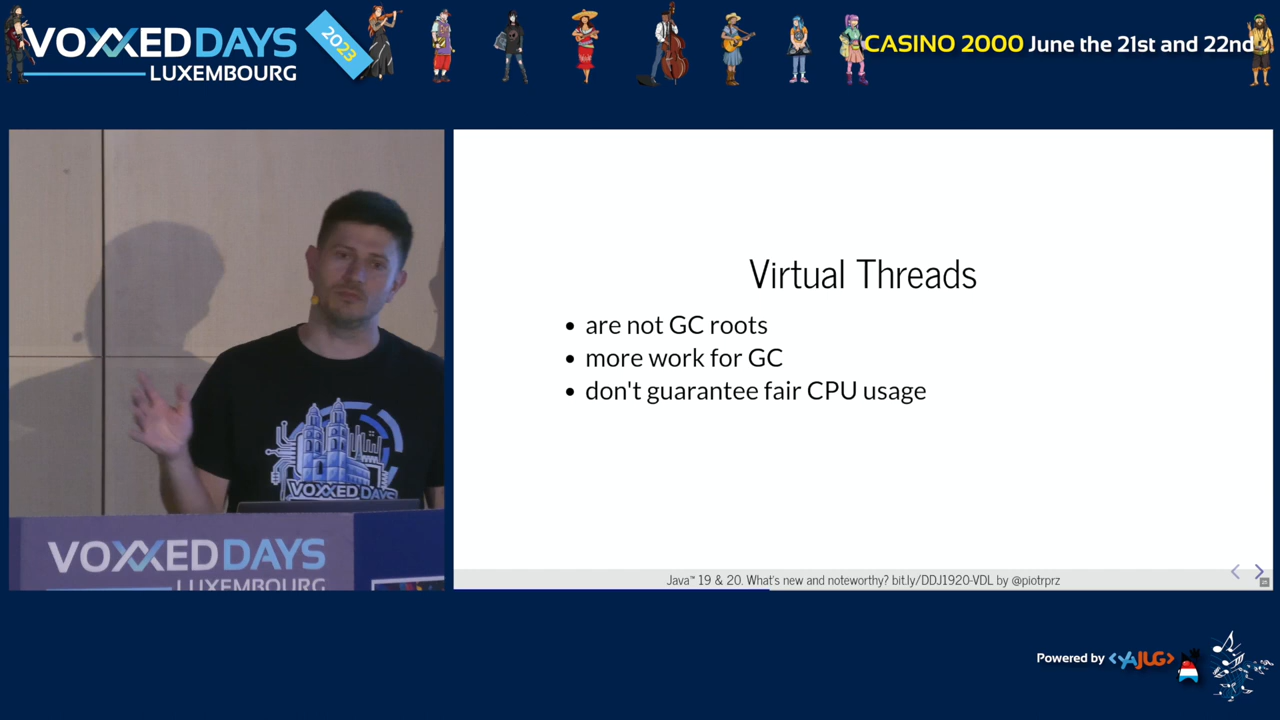 VOXXED DAYS
LUXEMBOURG
2023
CASINO 2000 June the 21st and 22nd
Virtual Threads
• are not GC roots
• more work for GC
• don't guarantee fair CPU usage
VOXXED DAYS
VOXXED DAYS
LUXEMBOURG
Java™ 19 & 20. What's new and noteworthy? bit.ly/DDJ1920-VDL by @piotrprz
Powered by <YAJUG>